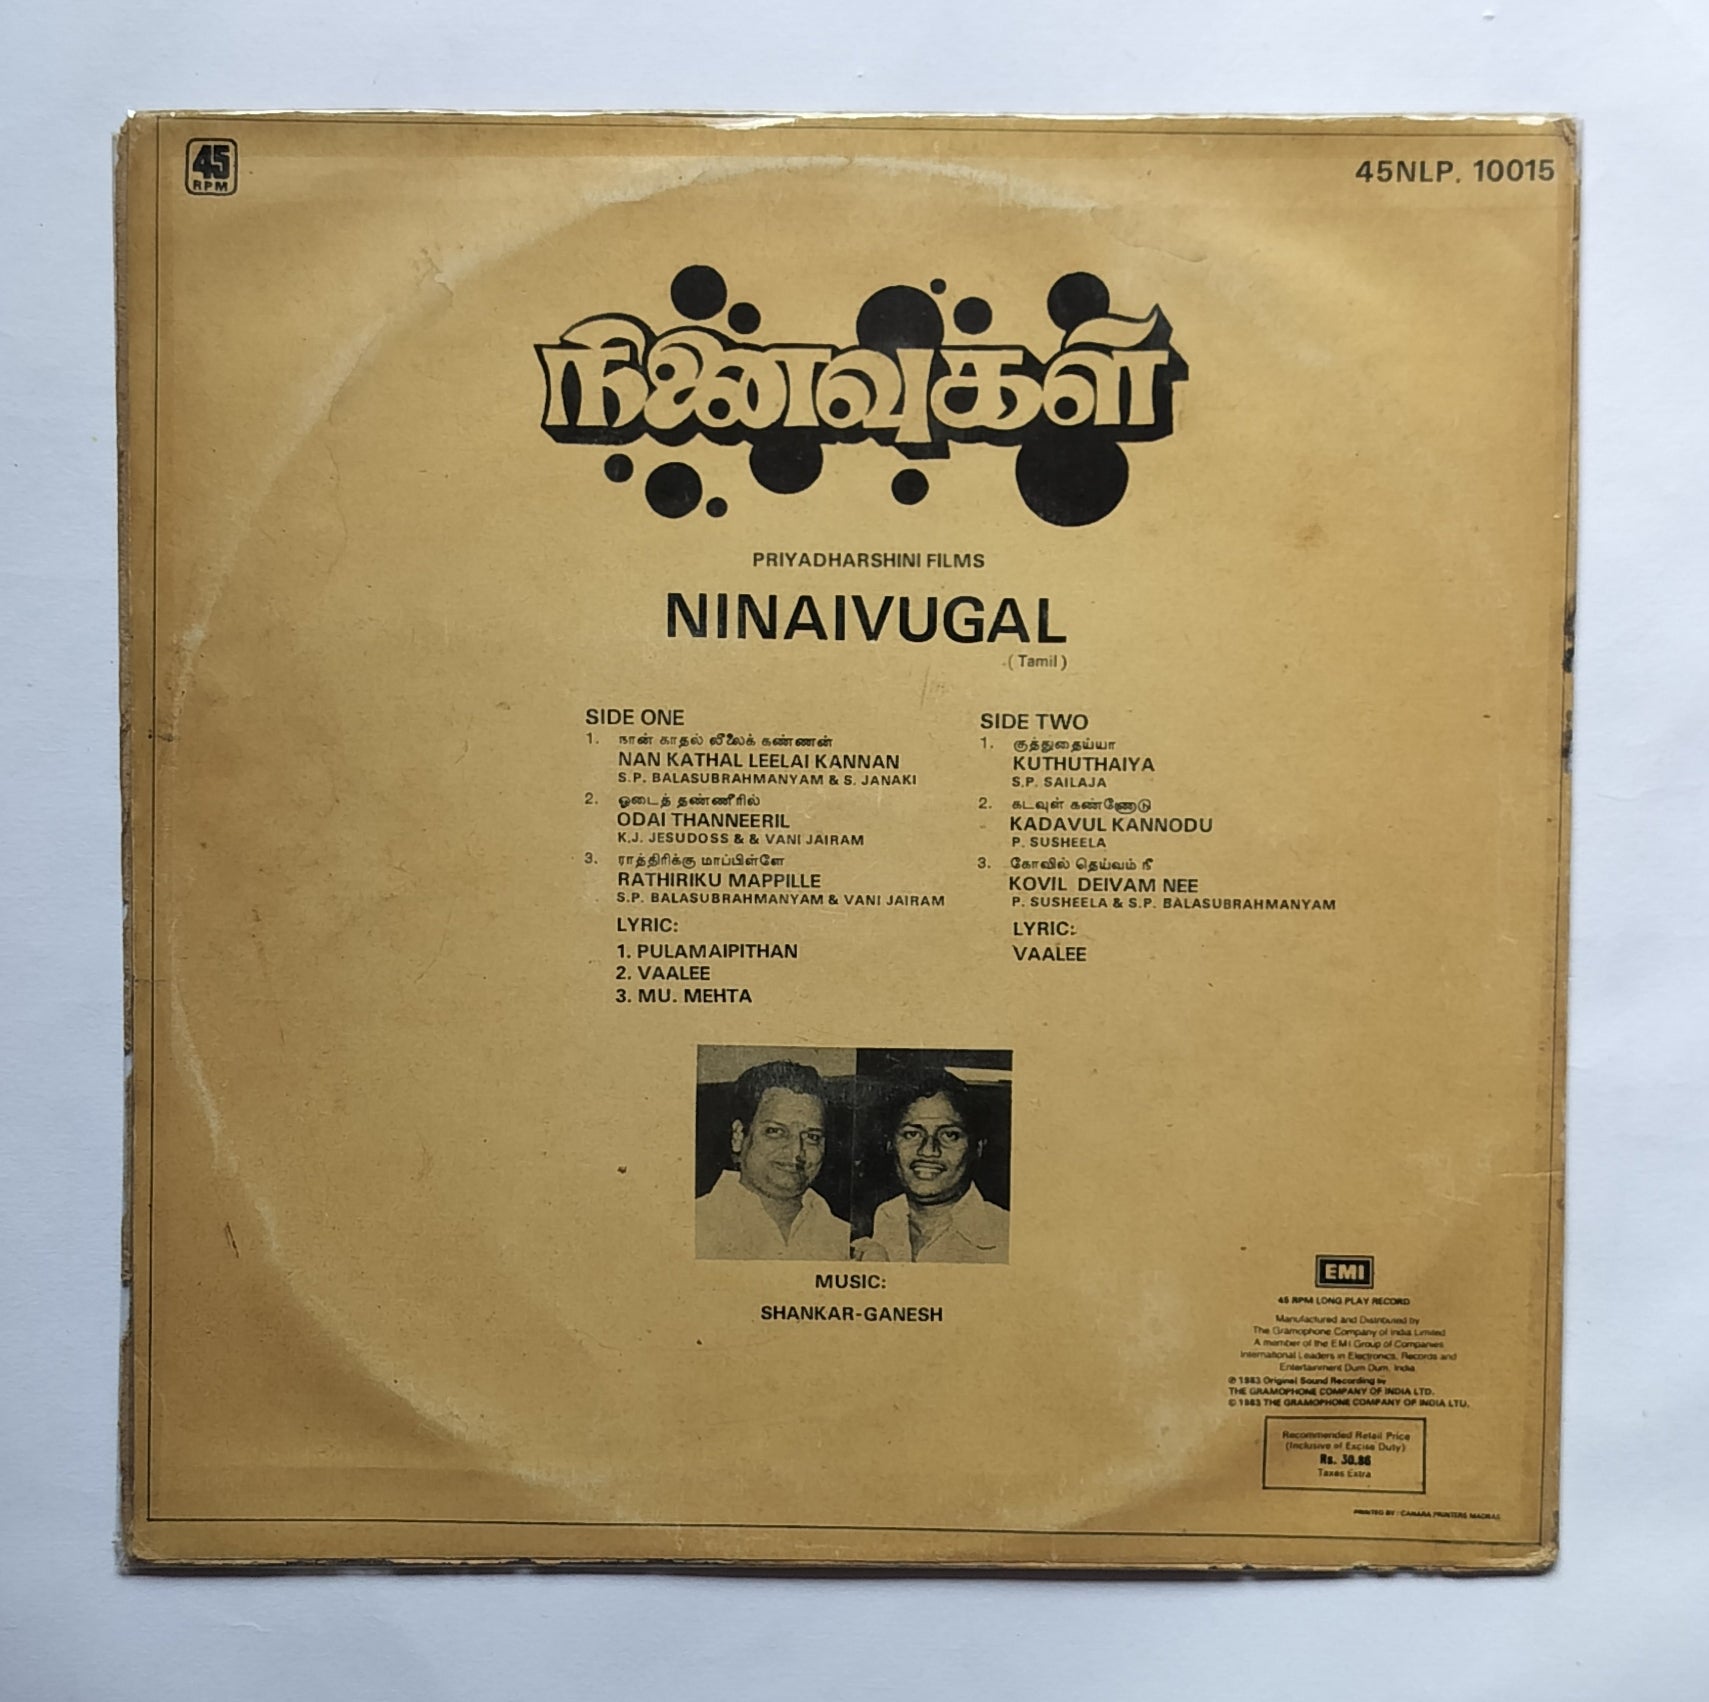 45
RPM
45NLP. 10015
நினைவுகள்
PRIYADHARSHINI FILMS
NINAIVUGAL
(Tamil)
SIDE ONE
1. நான் காதல் லீலைக் கண்ணன்
NAN KATHAL LEELAI KANNAN
S.P. BALASUBRAHMANYAM & S. JANAKI
2. ஓடைத் தண்ணீரில்
ODAI THANNEERIL
K.J. JESUDOSS & & VANI JAIRAM
3. ராத்திரிக்கு மாப்பிள்ளே
RATHIRIKU MAPPILLE
S.P. BALASUBRAHMANYAM & VANI JAIRAM
LYRIC:
1. PULAMAIPITHAN
2. VAALEE
3. MU. MEHTA
SIDE TWO
1. குத்துதைய்யா
KUTHUTHAIYA
S.P. SAILAJA
2. கடவுள் கண்ணோடு
KADAVUL KANNODU
P. SUSHEELA
3. கோவில் தெய்வம் நீ
KOVIL DEIVAM NEE
P. SUSHEELA & S.P. BALASUBRAHMANYAM
LYRIC:
VAALEE
MUSIC:
SHANKAR-GANESH
EMI
45 RPM LONG PLAY RECORD
Manufactured and Distributed by
The Gramophone Company of India Limited
A member of the EMI Group of Companies
International Leaders in Electronics, Records and
Entertainment Dum Dum, India
℗ 1983 Original Sound Recording by
THE GRAMOPHONE COMPANY OF INDIA LTD.
© 1983 THE GRAMOPHONE COMPANY OF INDIA LTD.
Recommended Retail Price
(Inclusive of Excise Duty)
Rs. 30.86
Taxes Extra
PRINTED BY: CANARA PRINTERS MADRAS